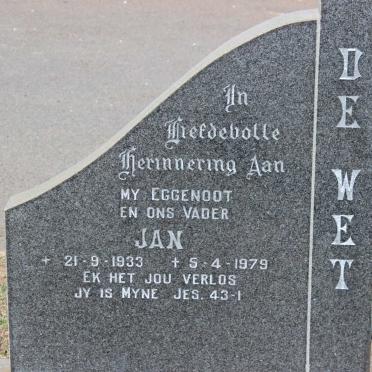 In
Liefdevolle
Herinnering Aan
MY EGGENOOT
EN ONS VADER
JAN
+ 21-9-1933 + 5-4-1979
EK HET JOU VERLOS
JY IS MYNE JES. 43-1
DE WET